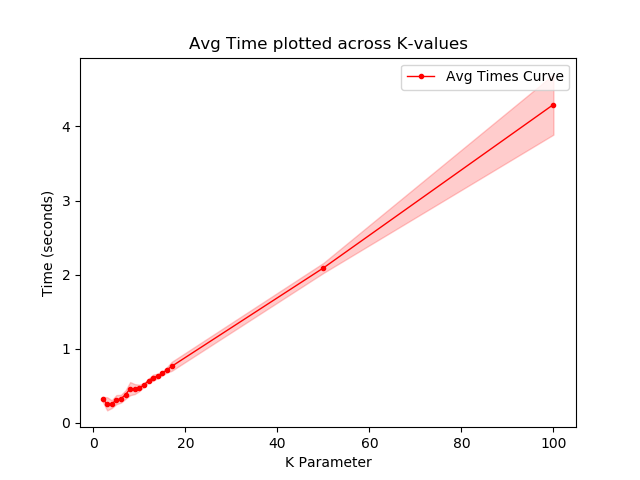 Avg Time plotted across K-values
Avg Times Curve
Time (seconds)
4
3
2
1
0
0 20 40 60 80 100
K Parameter